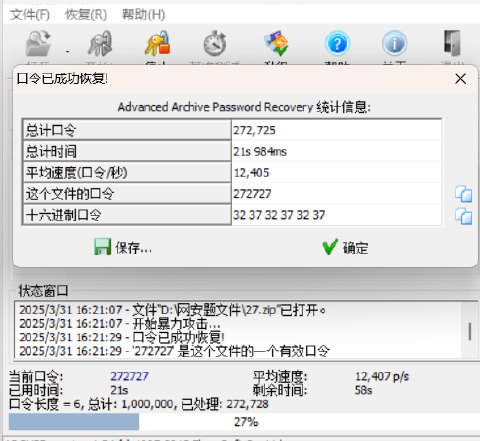 文件(F) 恢复(R) 帮助(H)
口令已成功恢复!
Advanced Archive Password Recovery 统计信息:
总计口令 272,725
总计时间 21s 984ms
平均速度(口令/秒) 12,405
这个文件的口令 272727
十六进制口令 32 37 32 37 32 37
保存... 确定
状态窗口
2025/3/31 16:21:07 - 文件"D:\网安题文件\27.zip"已打开。
2025/3/31 16:21:07 - 开始暴力攻击...
2025/3/31 16:21:29 - 口令已成功恢复!
2025/3/31 16:21:29 - '272727' 是这个文件的一个有效口令
当前口令: 272727 平均速度: 12,407 p/s
已用时间: 21s 剩余时间: 58s
口令长度 = 6, 总计: 1,000,000, 已处理: 272,728
27%